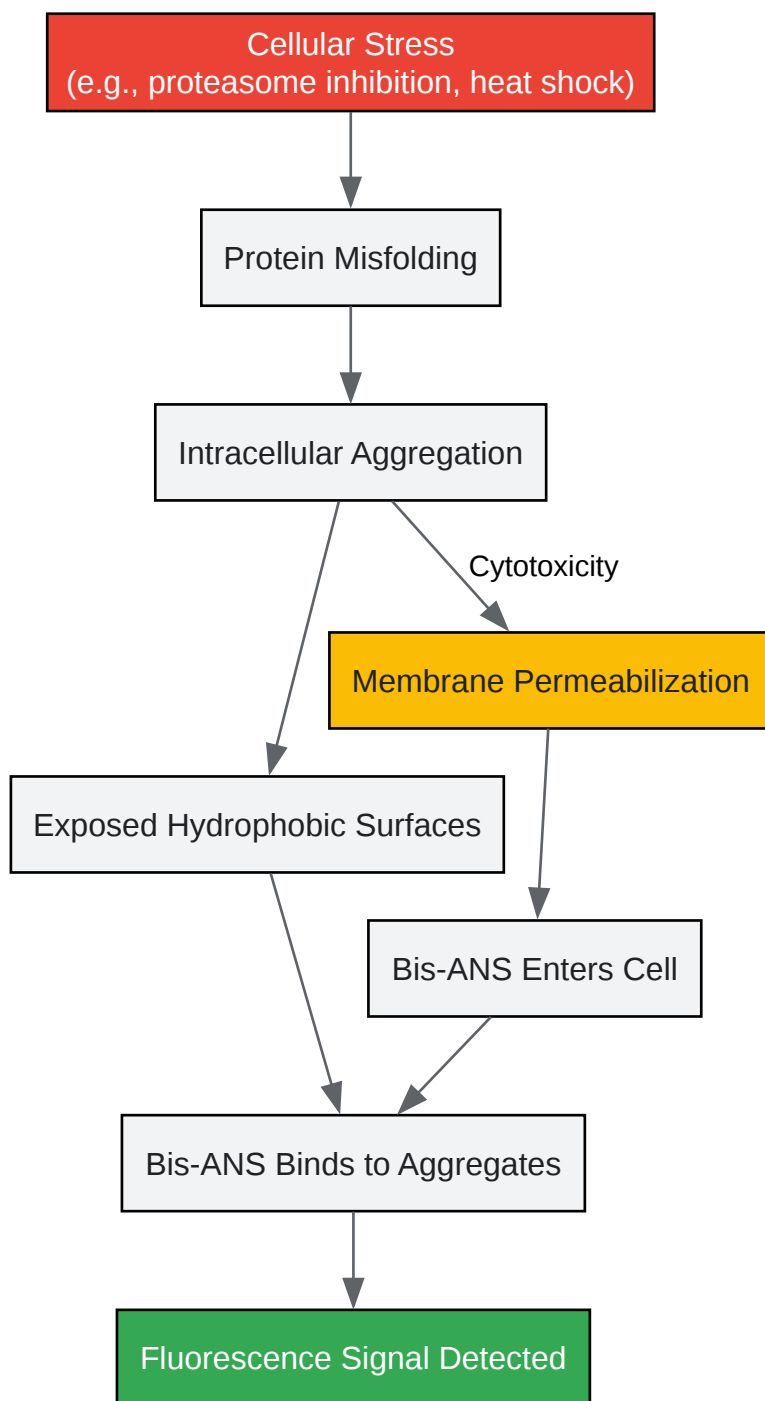 Cellular Stress
(e.g., proteasome inhibition, heat shock)
Protein Misfolding
Intracellular Aggregation
Cytotoxicity
Membrane Permeabilization
Exposed Hydrophobic Surfaces
Bis-ANS Enters Cell
Bis-ANS Binds to Aggregates
Fluorescence Signal Detected